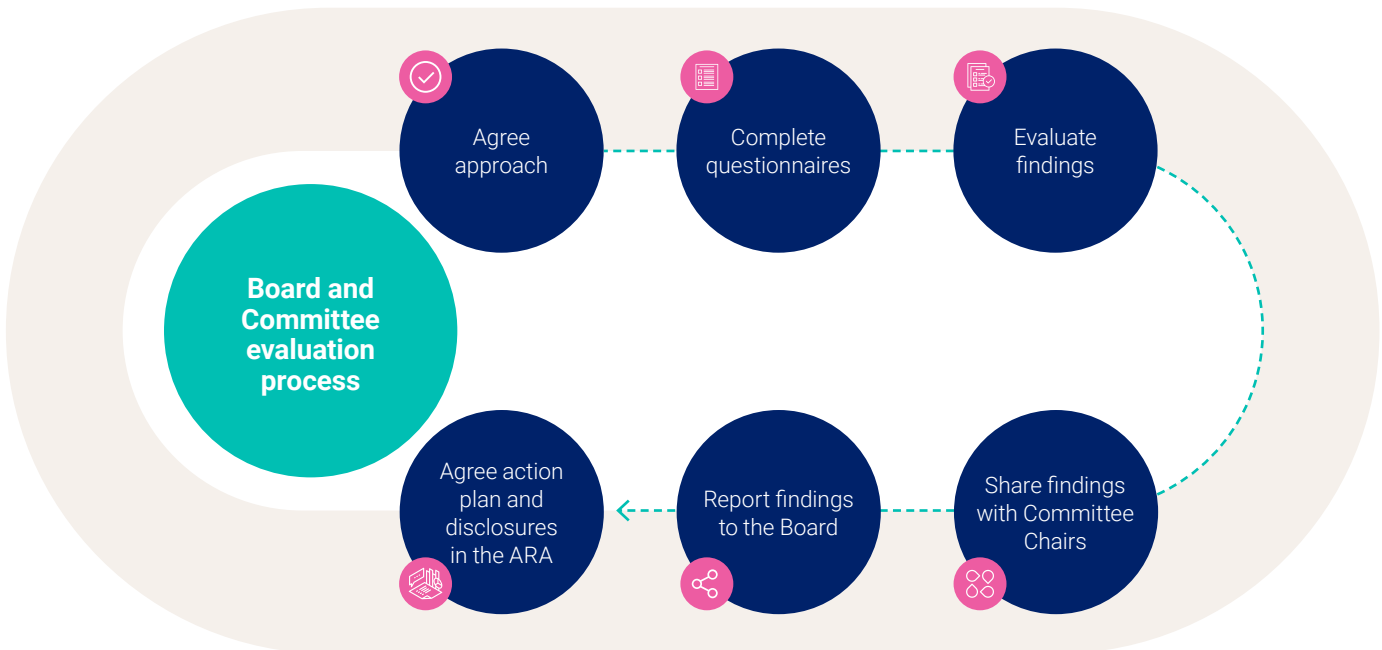 Board and
Committee
evaluation
process
Agree
approach
Complete
questionnaires
Evaluate
findings
Share findings
with Committee
Chairs
Report findings
to the Board
Agree action
plan and
disclosures
in the ARA